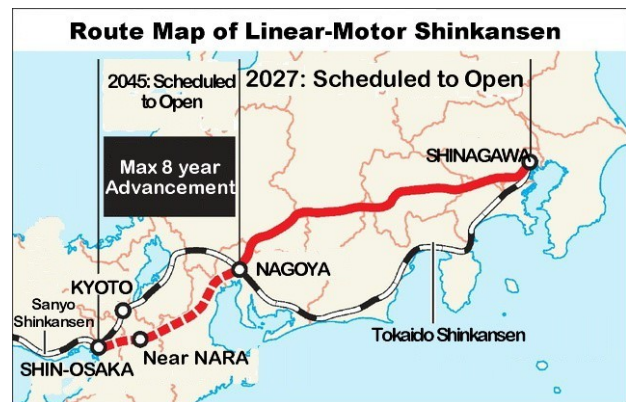 Route Map of Linear-Motor Shinkansen
2045: Scheduled
to Open
2027: Scheduled to Open
Max 8 year
Advancement
SHINAGAWA
NAGOYA
KYOTO
Sanyo
Shinkansen
Tokaido Shinkansen
Near NARA
SHIN-OSAKA